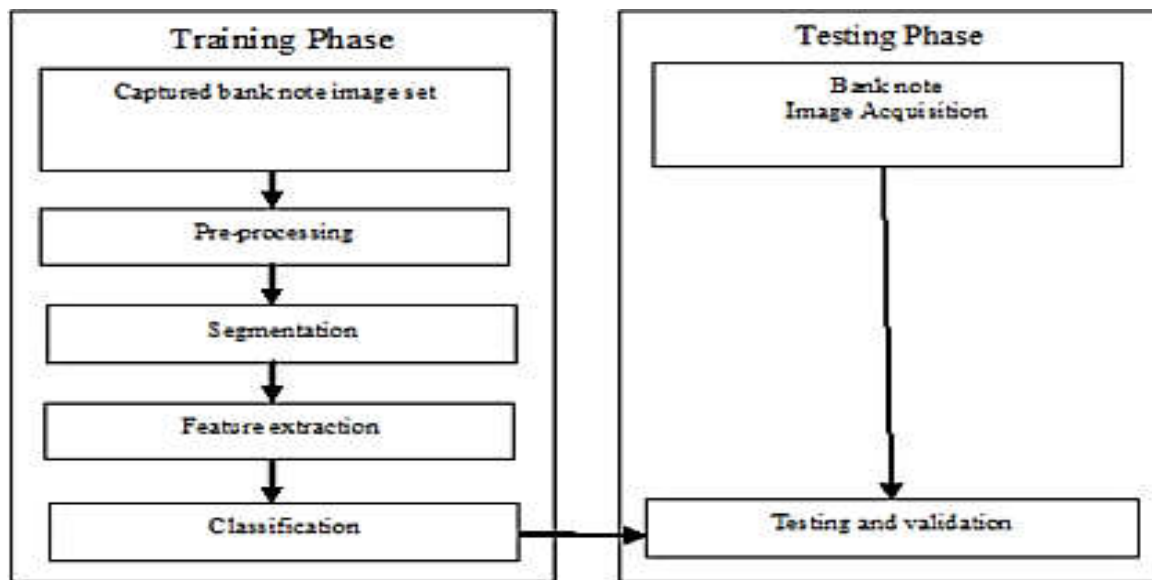 Training Phase
Captured bank note image set
Pre-processing
Segmentation
Feature extraction
Classification
Testing Phase
Bank note
Image Acquisition
Testing and validation